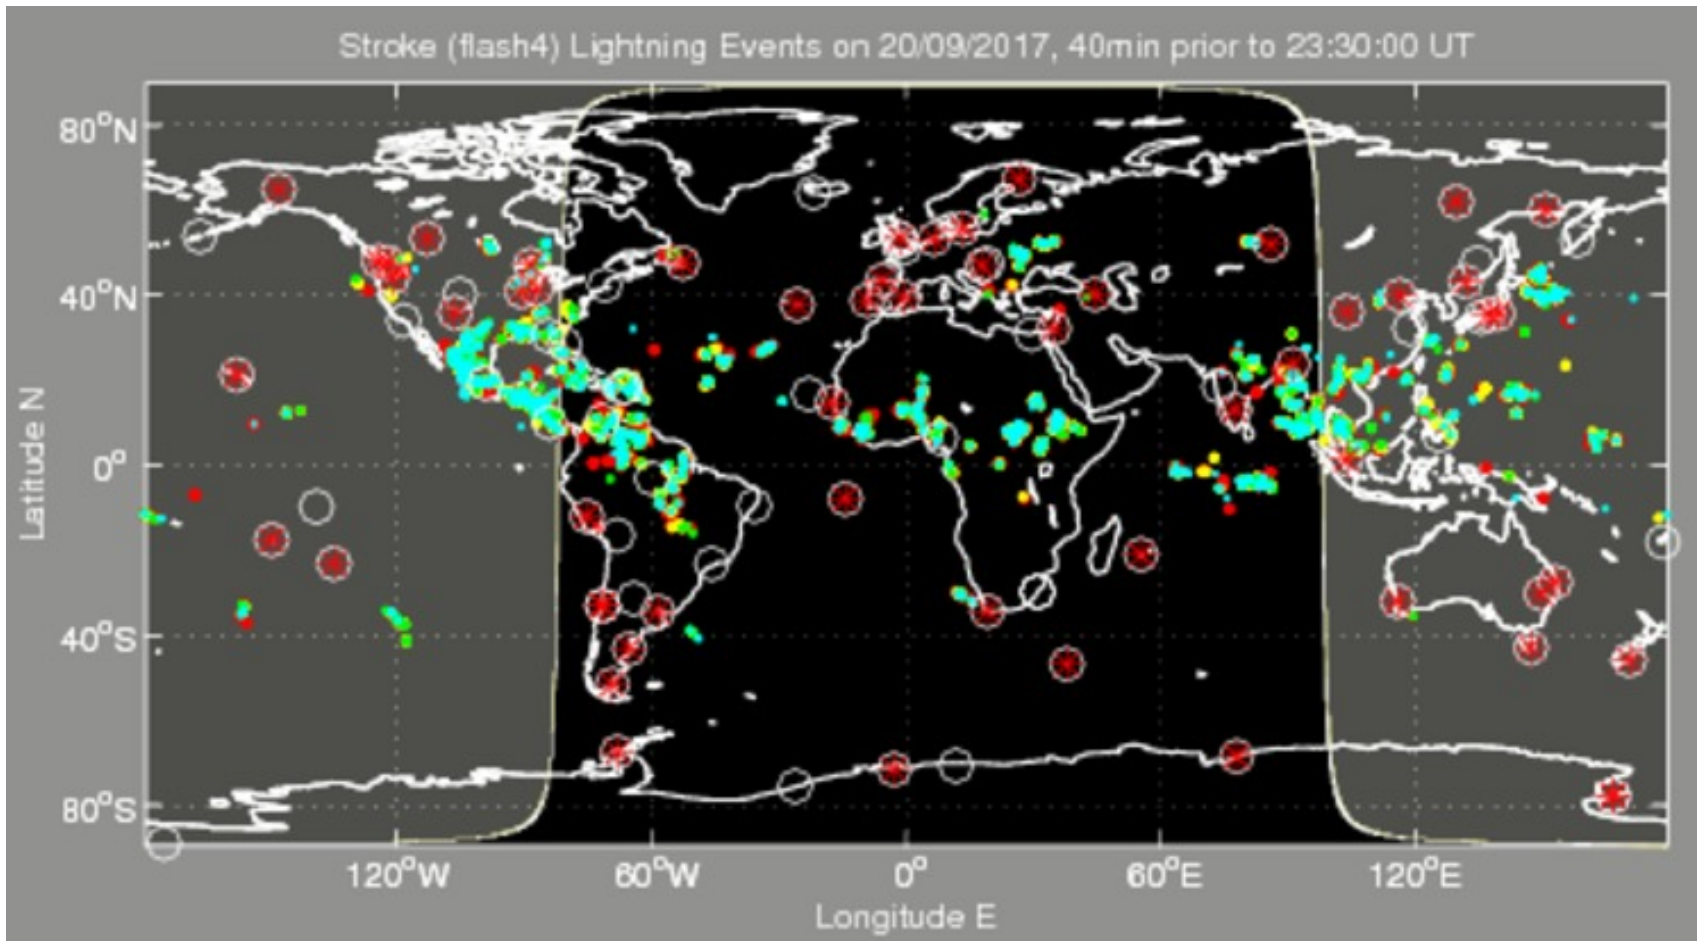 Stroke (flash4) Lightning Events on 20/09/2017, 40min prior to 23:30:00 UT
80°N
40°N
0°
40°S
80°S
Latitude N
120°W
60°W
0°
60°E
120°E
Longitude E